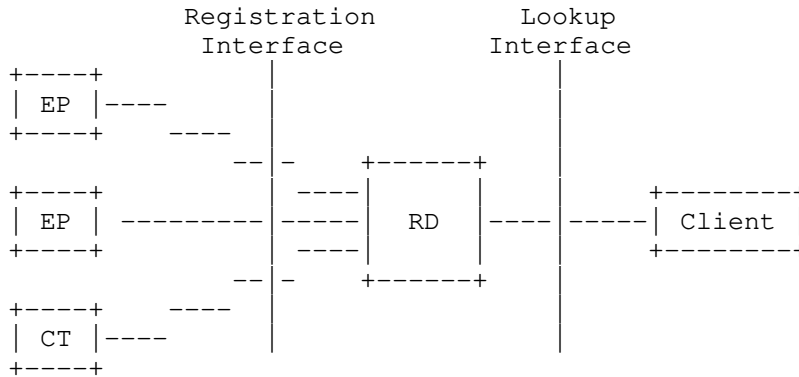 Registration Lookup
Interface Interface
EP
EP RD Client
CT